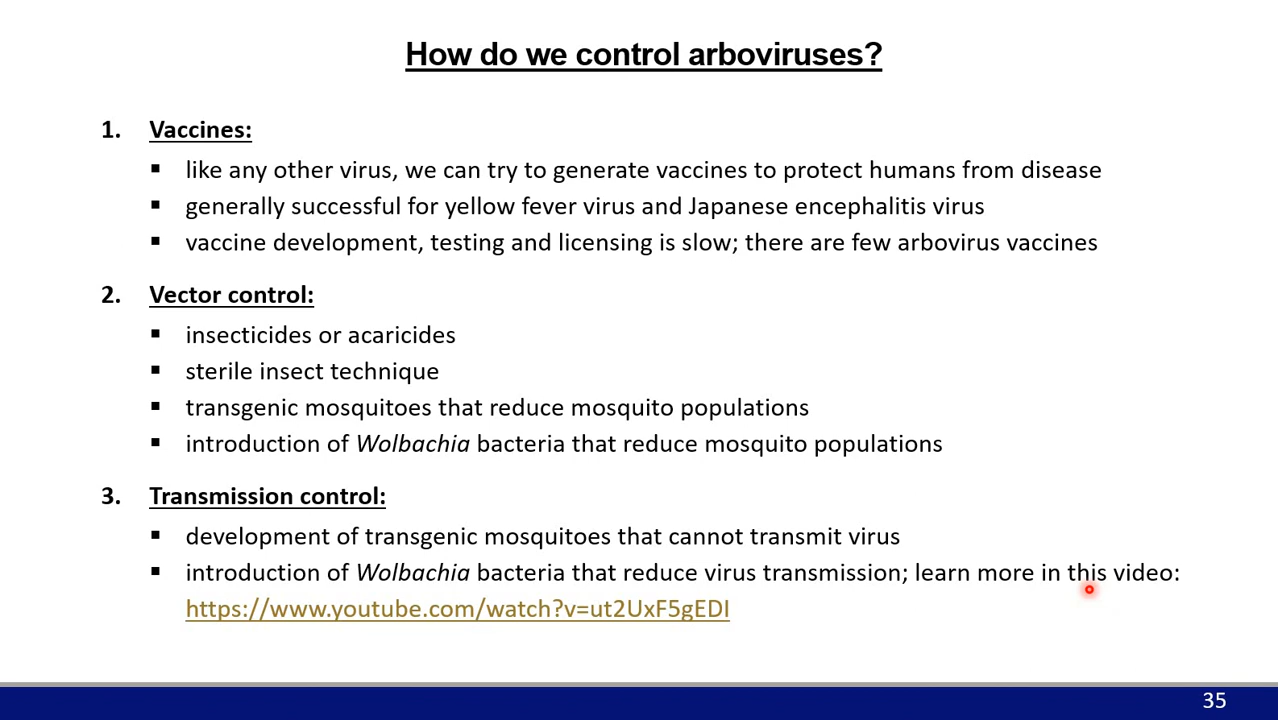 How do we control arboviruses?
1. Vaccines:
▪ like any other virus, we can try to generate vaccines to protect humans from disease
▪ generally successful for yellow fever virus and Japanese encephalitis virus
▪ vaccine development, testing and licensing is slow; there are few arbovirus vaccines
2. Vector control:
▪ insecticides or acaricides
▪ sterile insect technique
▪ transgenic mosquitoes that reduce mosquito populations
▪ introduction of Wolbachia bacteria that reduce mosquito populations
3. Transmission control:
▪ development of transgenic mosquitoes that cannot transmit virus
▪ introduction of Wolbachia bacteria that reduce virus transmission; learn more in this video:
https://www.youtube.com/watch?v=ut2UxF5gEDI
35